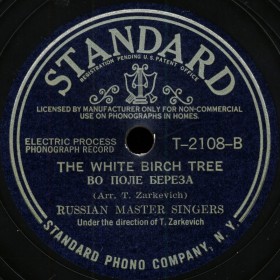 STANDARD
REGISTRATION PENDING U.S. PATENT OFFICE
LICENSED BY MANUFACTURER ONLY FOR NON-COMMERCIAL
USE ON PHONOGRAPHS IN HOMES.
ELECTRIC PROCESS
PHONOGRAPH RECORD
T-2108-B
THE WHITE BIRCH TREE
ВО ПОЛЕ БЕРЕЗА
(Arr. T. Zarkevich)
RUSSIAN MASTER SINGERS
Under the direction of T. Zarkevich
STANDARD PHONO COMPANY, N. Y.